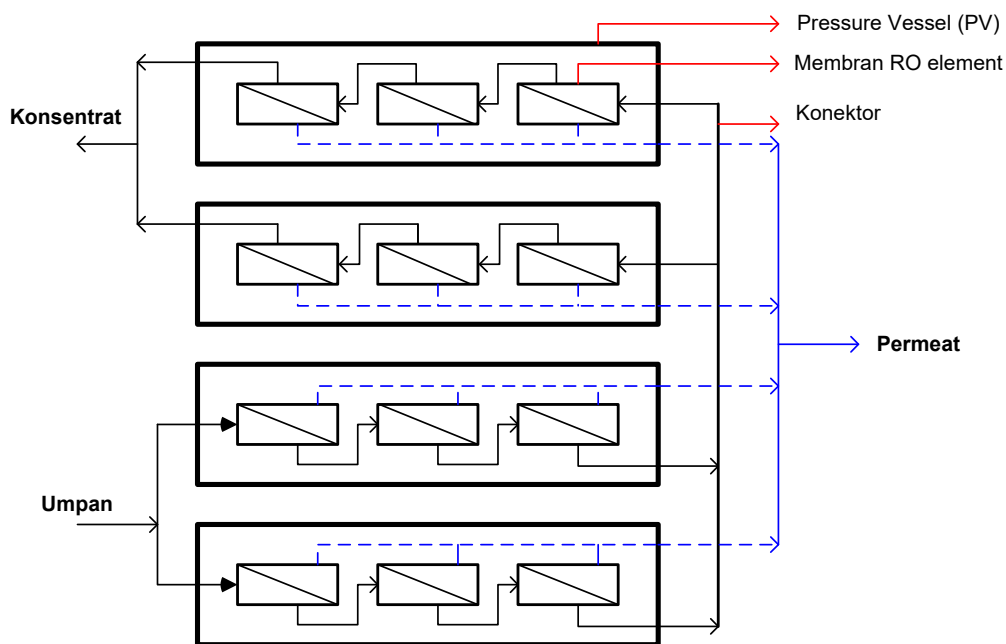 Pressure Vessel (PV)
Membran RO element
Konektor
Konsentrat
Permeat
Umpan